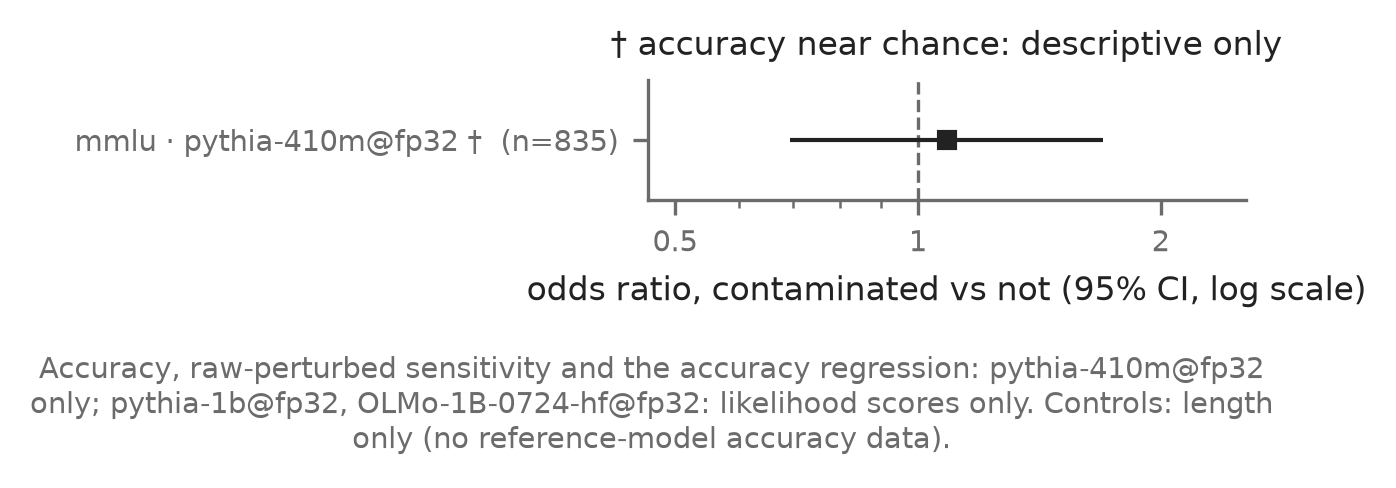 † accuracy near chance: descriptive only
mmlu · pythia-410m@fp32 † (n=835)
0.5 1 2
odds ratio, contaminated vs not (95% CI, log scale)
Accuracy, raw-perturbed sensitivity and the accuracy regression: pythia-410m@fp32
only; pythia-1b@fp32, OLMo-1B-0724-hf@fp32: likelihood scores only. Controls: length
only (no reference-model accuracy data).